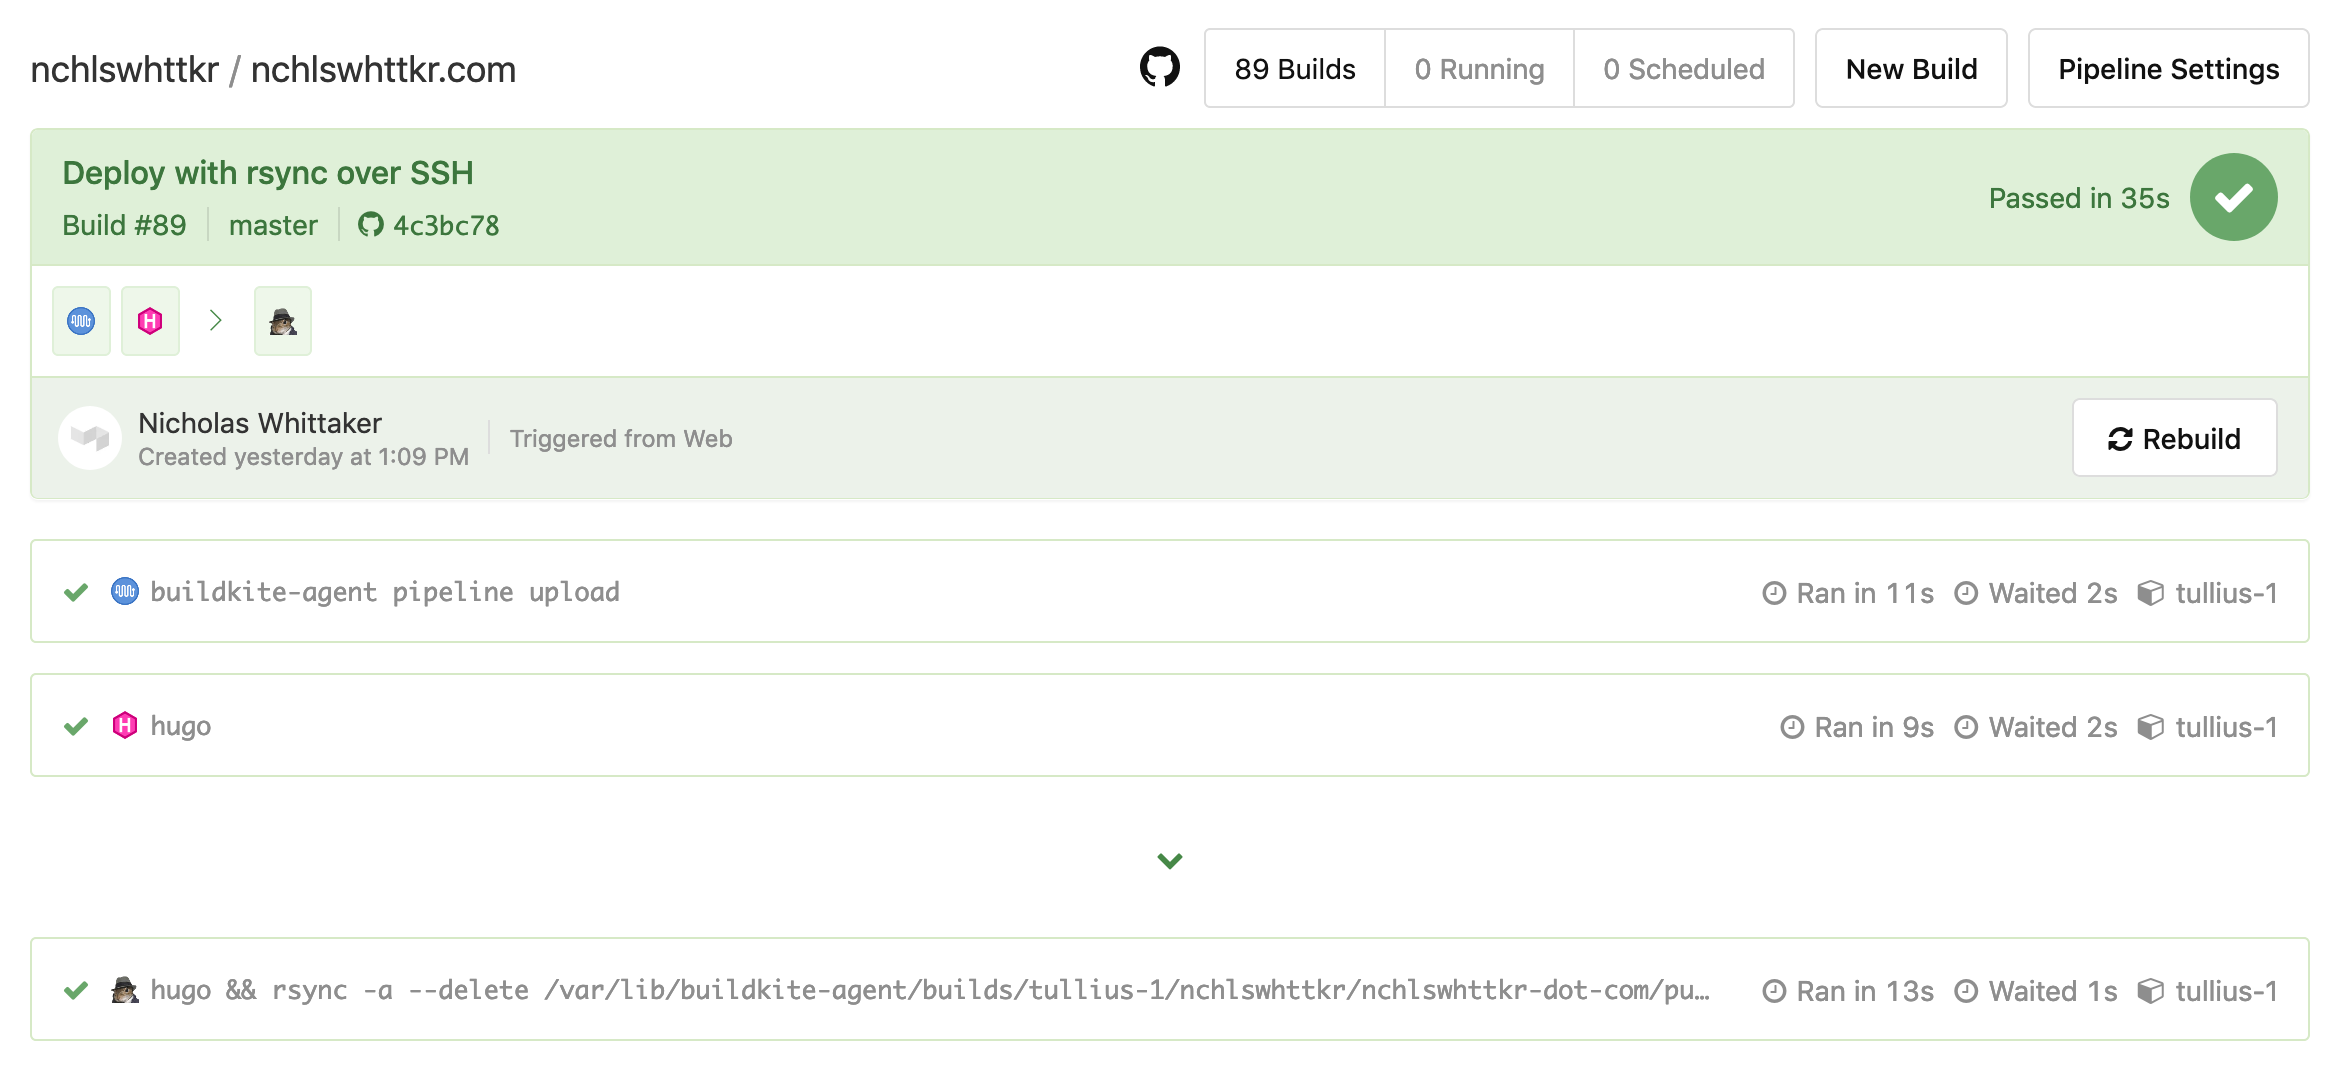 nchlswhttkr / nchlswhttkr.com
89 Builds
0 Running
0 Scheduled
New Build
Pipeline Settings
Deploy with rsync over SSH
Build #89
master
4c3bc78
Passed in 35s
H
Nicholas Whittaker
Created yesterday at 1:09 PM
Triggered from Web
Rebuild
buildkite-agent pipeline upload
Ran in 11s
Waited 2s
tullius-1
H
hugo
Ran in 9s
Waited 2s
tullius-1
hugo && rsync -a --delete /var/lib/buildkite-agent/builds/tullius-1/nchlswhttkr/nchlswhttkr-dot-com/pu…
Ran in 13s
Waited 1s
tullius-1